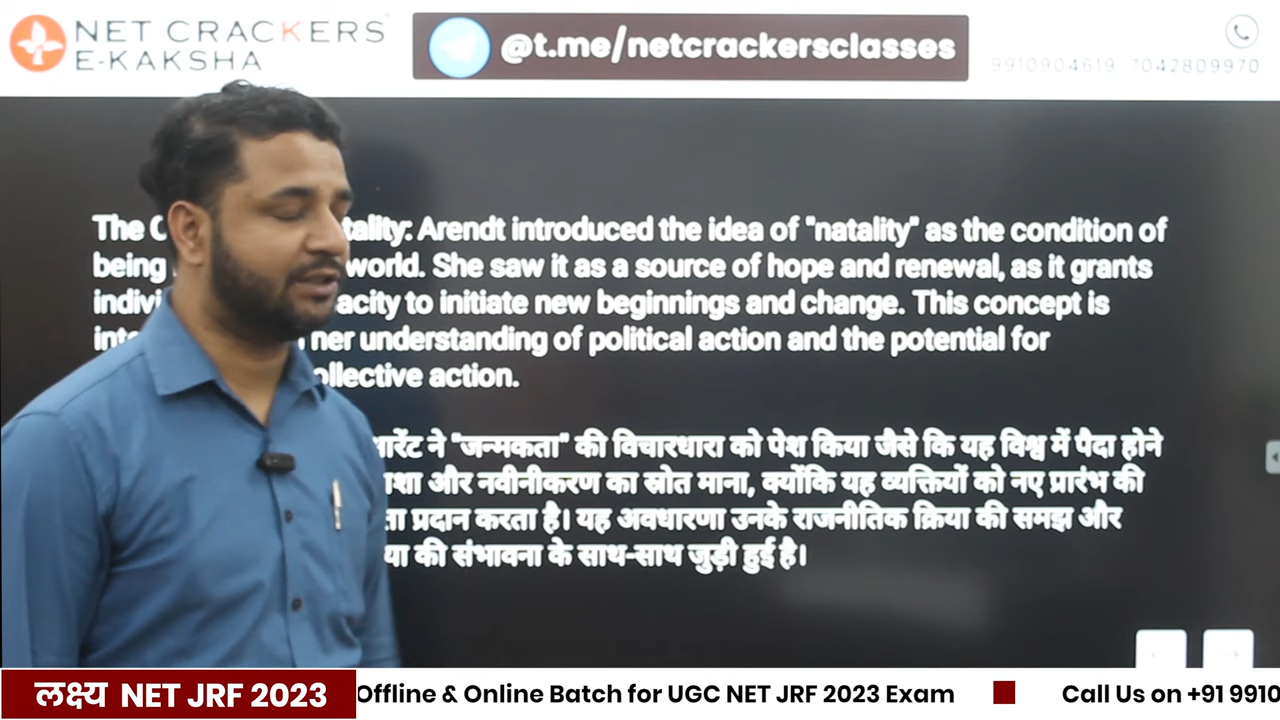 NET CRACKERS
E-KAKSHA
@t.me/netcrackersclasses
9910904619 7042809970
The tality: Arendt introduced the idea of "natality" as the condition of
being world. She saw it as a source of hope and renewal, as it grants
acity to initiate new beginnings and change. This concept is
her understanding of political action and the potential for
ollective action.
ने "जन्मकता" की विचारधारा को पेश किया जैसे कि यह विश्व में पैदा होने
और नवीनीकरण का स्रोत माना, क्योंकि यह व्यक्तियों को नए प्रारंभ की
प्रदान करता है। यह अवधारणा उनके राजनीतिक क्रिया की समझ और
की संभावना के साथ-साथ जुड़ी हुई है।
लक्ष्य NET JRF 2023
Offline & Online Batch for UGC NET JRF 2023 Exam
Call Us on +91 9910